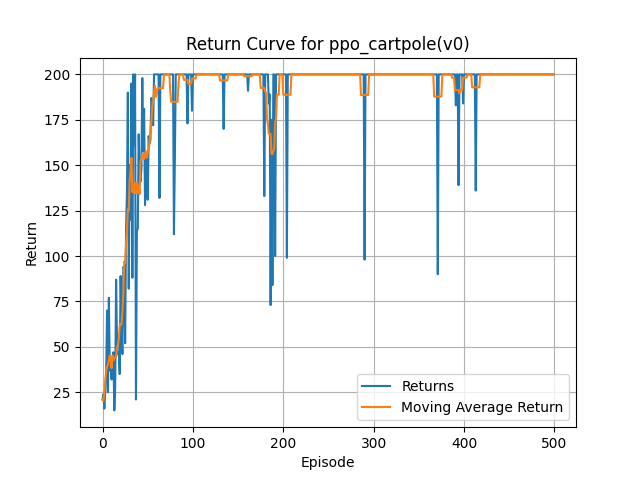 Return Curve for ppo_cartpole(v0)
200
175
150
125
100
75
50
25
Return
0
100
200
300
400
500
Episode
Returns
Moving Average Return